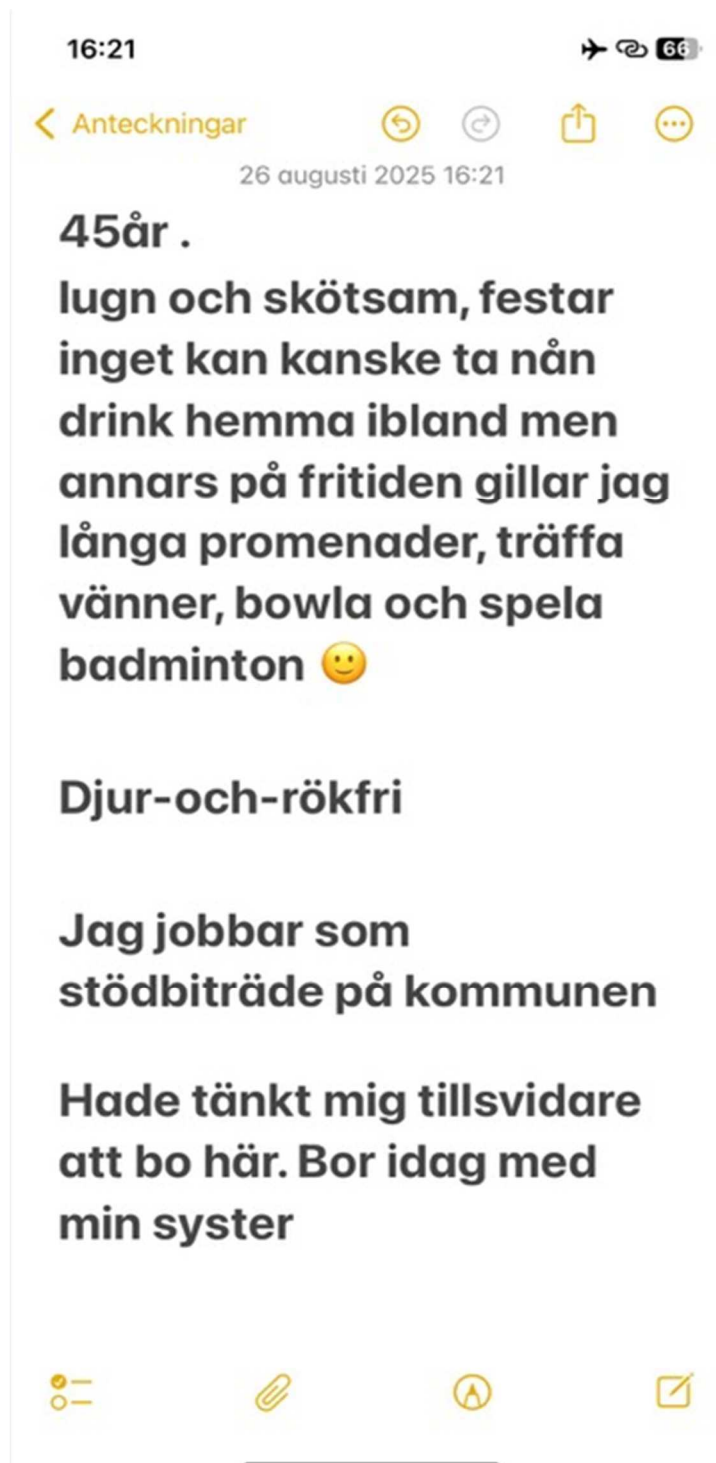 16:21
66
Anteckningar
26 augusti 2025 16:21
45år .
lugn och skötsam, festar
inget kan kanske ta nån
drink hemma ibland men
annars på fritiden gillar jag
långa promenader, träffa
vänner, bowla och spela
badminton 🙂
Djur-och-rökfri
Jag jobbar som
stödbiträde på kommunen
Hade tänkt mig tillsvidare
att bo här. Bor idag med
min syster